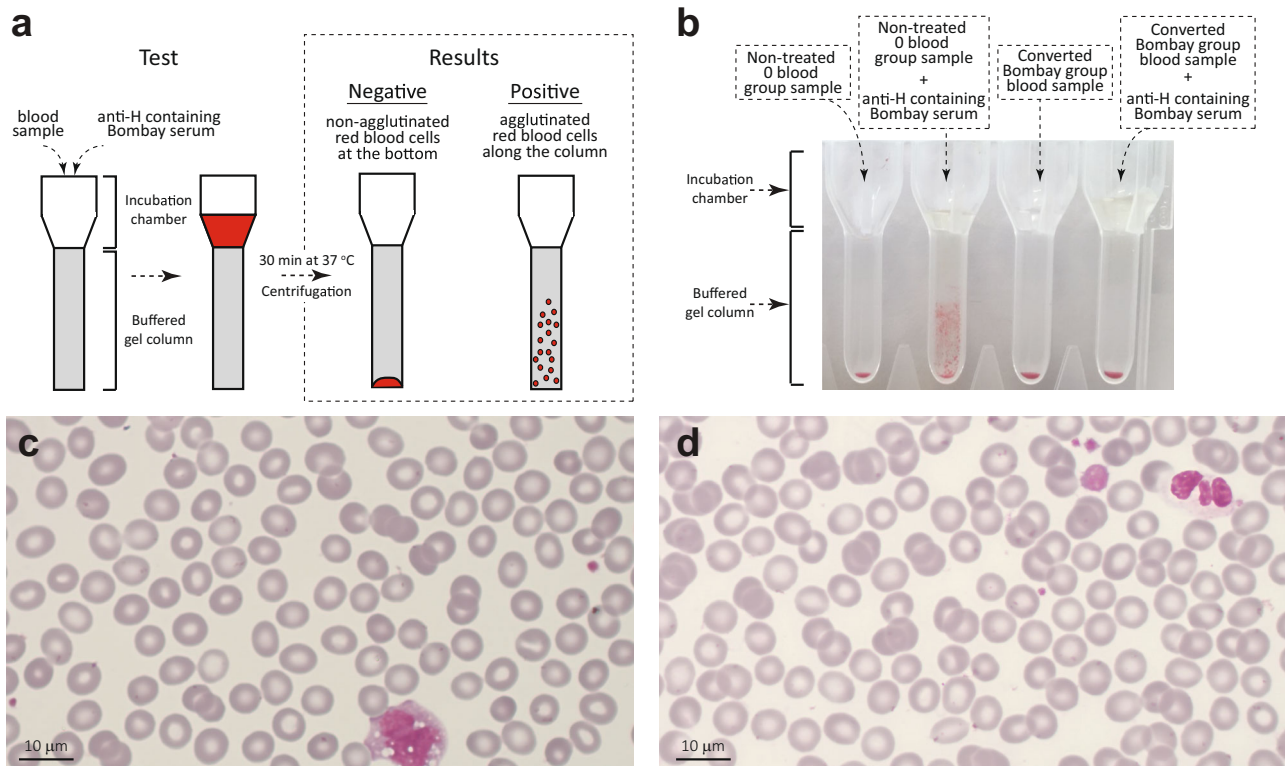 a
Test
Results
Negative
Positive
blood
sample
anti-H containing
Bombay serum
non-agglutinated
red blood cells
at the bottom
agglutinated
red blood cells
along the column
Incubation
chamber
30 min at 37 °C
Centrifugation
Buffered
gel column
b
Non-treated
0 blood
group sample
Non-treated
0 blood
group sample
+
anti-H containing
Bombay serum
Converted
Bombay group
blood sample
Converted
Bombay group
blood sample
+
anti-H containing
Bombay serum
Incubation
chamber
Buffered
gel column
c
10 µm
d
10 µm